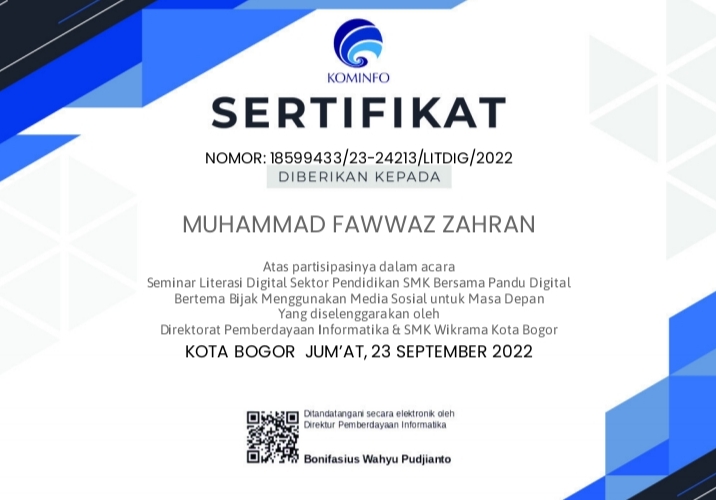 KOMINFO
SERTIFIKAT
NOMOR: 18599433/23-24213/LITDIG/2022
DIBERIKAN KEPADA
MUHAMMAD FAWWAZ ZAHRAN
Atas partisipasinya dalam acara
Seminar Literasi Digital Sektor Pendidikan SMK Bersama Pandu Digital
Bertema Bijak Menggunakan Media Sosial untuk Masa Depan
Yang diselenggarakan oleh
Direktorat Pemberdayaan Informatika & SMK Wikrama Kota Bogor
KOTA BOGOR JUM'AT, 23 SEPTEMBER 2022
Ditandatangani secara elektronik oleh
Direktur Pemberdayaan Informatika
Bonifasius Wahyu Pudjianto